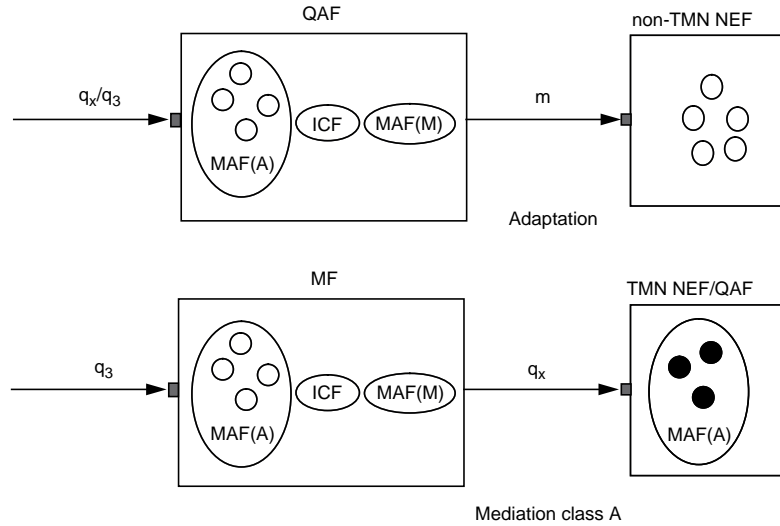 QAF
non-TMN NEF
qx/q3
m
ICF
MAF(M)
MAF(A)
Adaptation
MF
TMN NEF/QAF
q3
qx
ICF
MAF(M)
MAF(A)
MAF(A)
Mediation class A